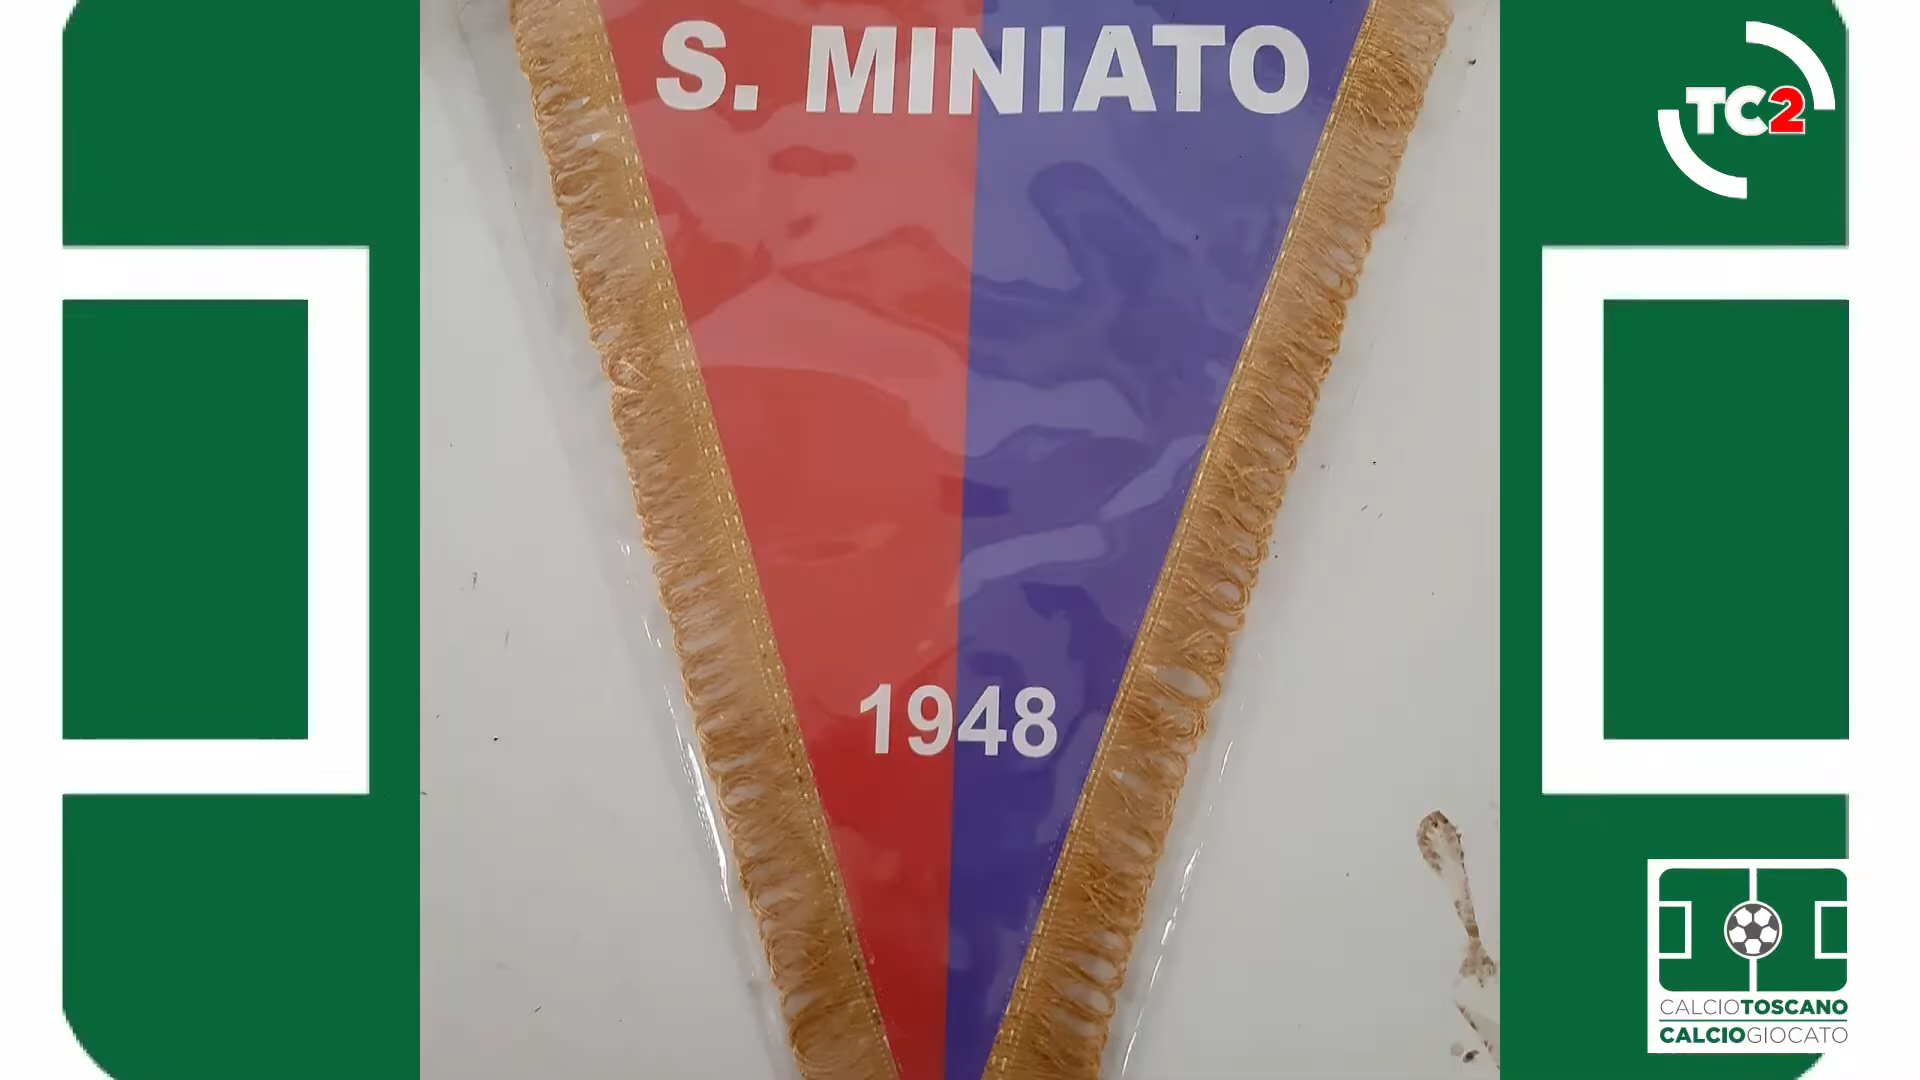 S. MINIATO
TC2
1948
CALCIOTOSCANO
CALCIOGIOCATO